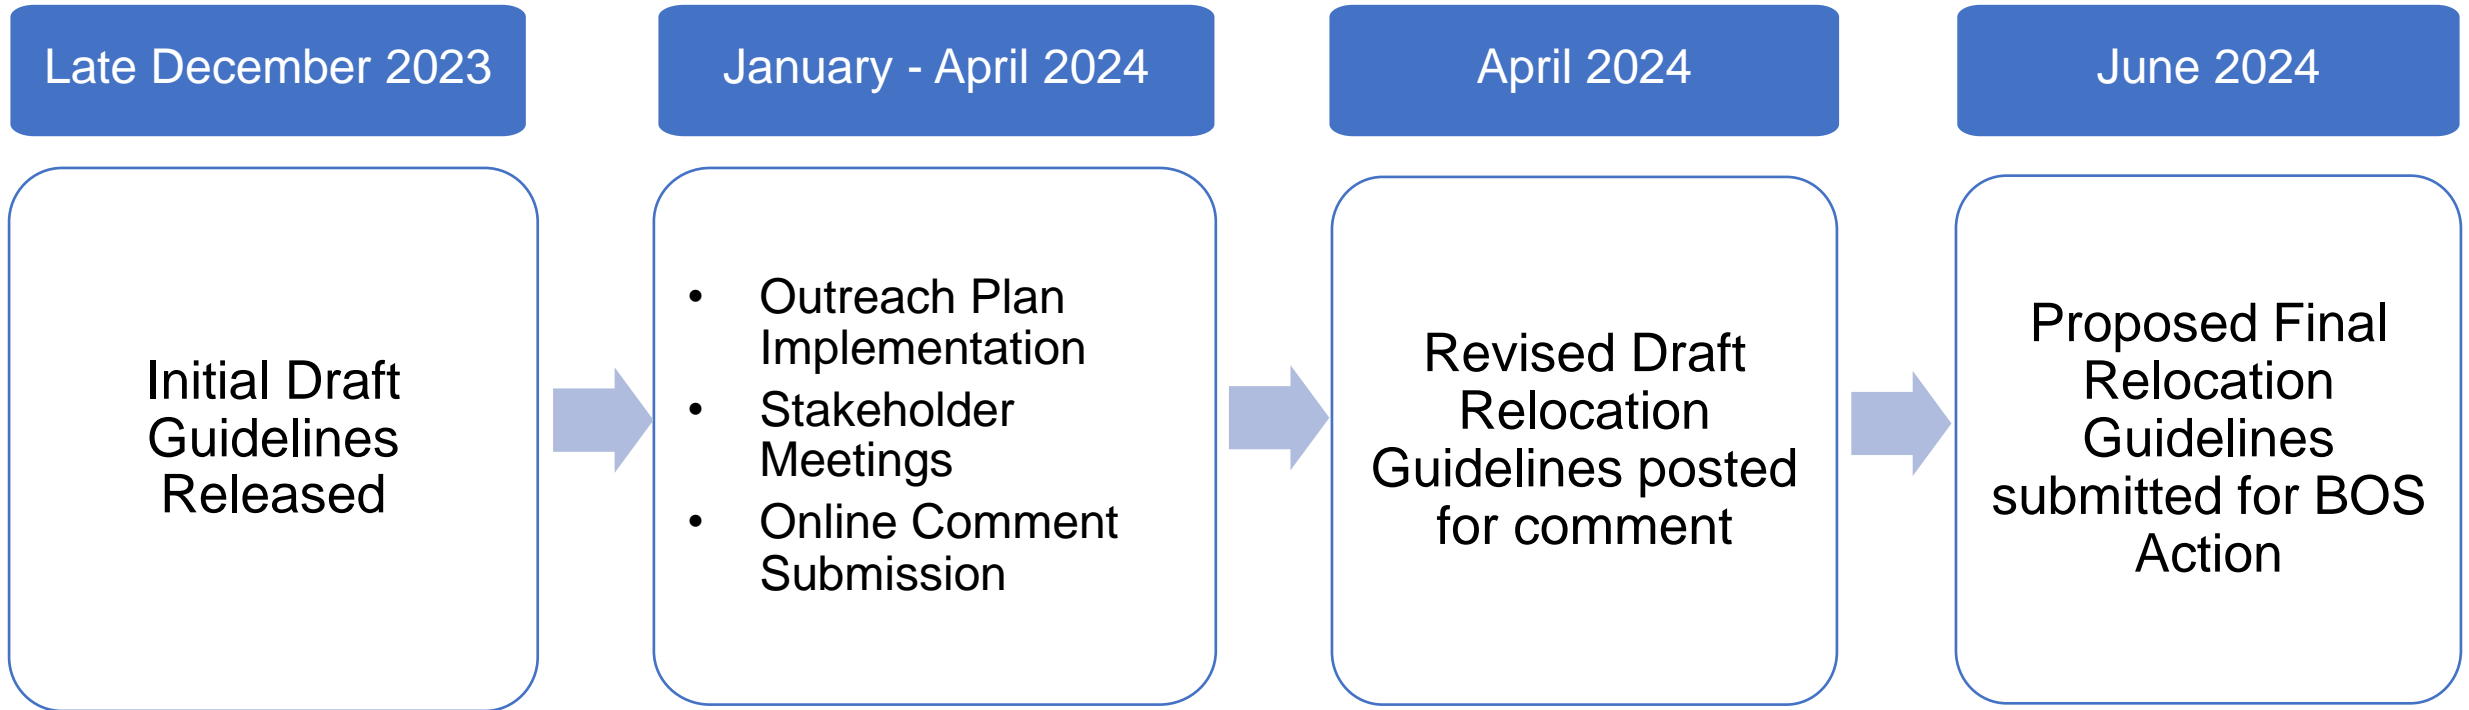 Late December 2023
January - April 2024
April 2024
June 2024
Initial Draft
Guidelines
Released
• Outreach Plan
Implementation
• Stakeholder
Meetings
• Online Comment
Submission
Revised Draft
Relocation
Guidelines posted
for comment
Proposed Final
Relocation
Guidelines
submitted for BOS
Action